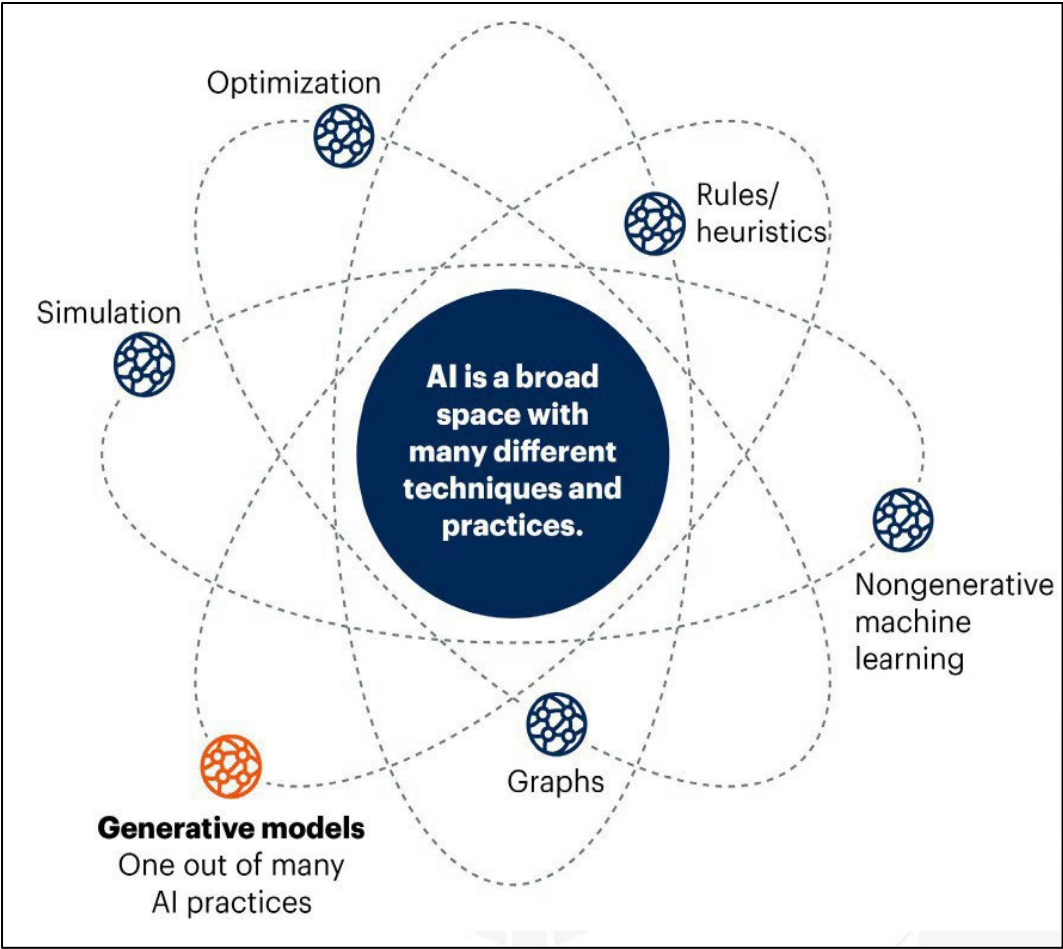 Optimization
Rules/
heuristics
Simulation
AI is a broad
space with
many different
techniques and
practices.
Nongenerative
machine
learning
Graphs
Generative models
One out of many
AI practices